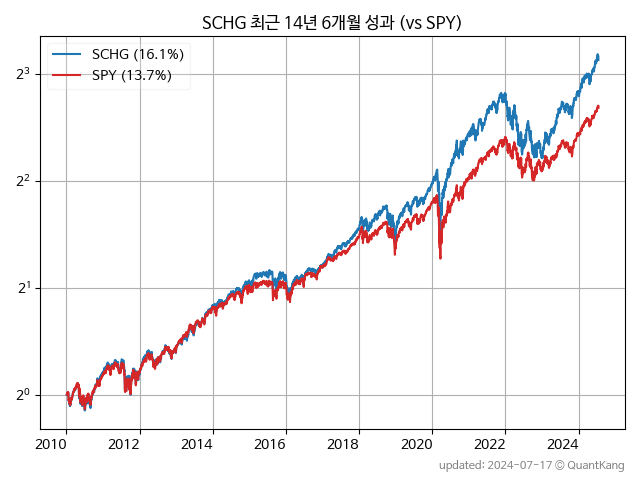 SCHG 최근 14년 6개월 성과 (vs SPY)
SCHG (16.1%)
SPY (13.7%)
2³
2²
2¹
2⁰
2010 2012 2014 2016 2018 2020 2022 2024
updated: 2024-07-17 © QuantKang